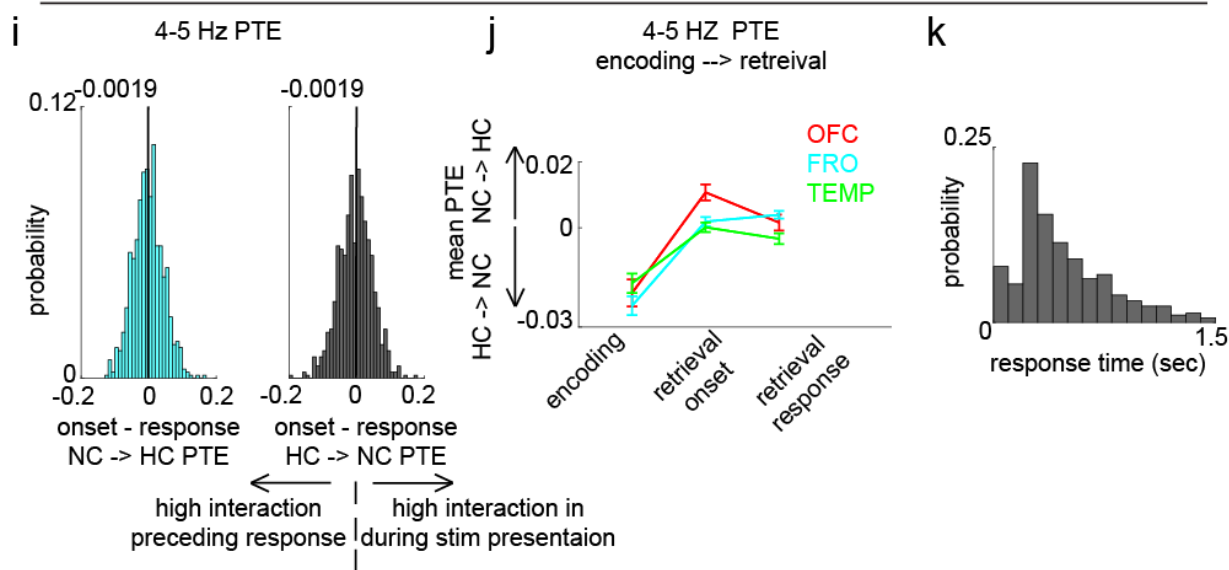 i
4-5 Hz PTE
-0.0019
-0.0019
0.12
probability
0
-0.2
0
0.2
-0.2
0
0.2
onset - response
NC -> HC PTE
onset - response
HC -> NC PTE
high interaction
preceding response
high interaction in
during stim presentaion
j
4-5 HZ PTE
encoding --> retreival
mean PTE
HC -> NC NC -> HC
0.02
0
-0.03
OFC
FRO
TEMP
encoding
retrieval
onset
retrieval
response
k
0.25
probability
0
1.5
response time (sec)